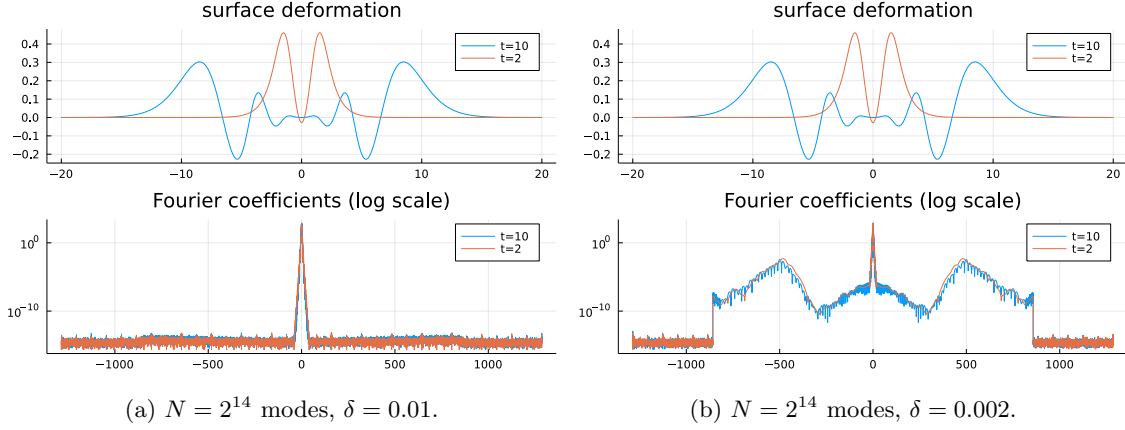 surface deformation
0.4
0.3
0.2
0.1
0.0
−0.1
−0.2
−20
−10
0
10
20
t=10
t=2
Fourier coefficients (log scale)
10^0
10^−10
−1000
−500
0
500
1000
t=10
t=2
(a) N = 2^14 modes, δ = 0.01.
surface deformation
0.4
0.3
0.2
0.1
0.0
−0.1
−0.2
−20
−10
0
10
20
t=10
t=2
Fourier coefficients (log scale)
10^0
10^−10
−1000
−500
0
500
1000
t=10
t=2
(b) N = 2^14 modes, δ = 0.002.